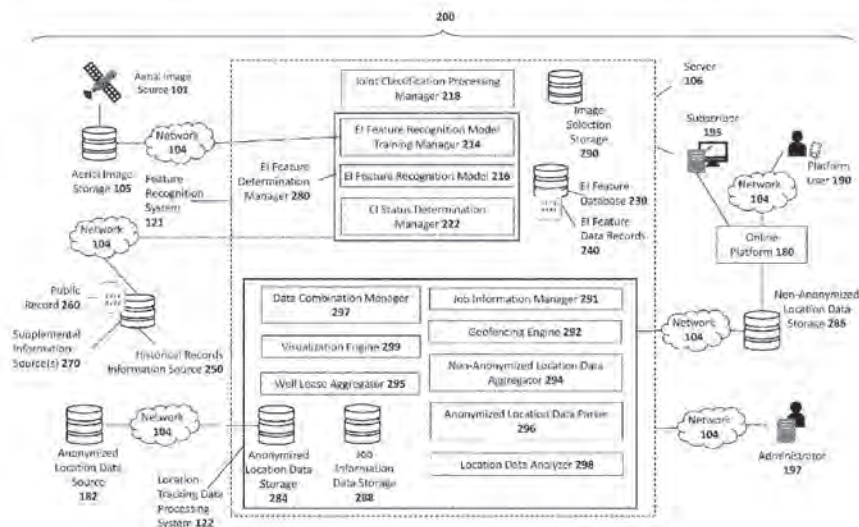 200
Aerial Image
Source 101
Network
104
Aerial Image
Storage 105
Feature
Recognition
System
121
EI Feature
Determination
Manager 280
Joint Classification Processing
Manager 218
EI Feature Recognition Model
Training Manager 214
EI Feature Recognition Model 216
CI Status Determination
Manager 222
Image
Selection
Storage
290
EI Feature
Database 230
EI Feature
Data Records
240
Server
106
Subscriber
195
Platform
User 190
Network
104
Online
Platform 180
Non-Anonymized
Location Data
Storage 286
Network
104
Network
104
Public
Record 260
Supplemental
Information
Source(s) 270
Historical Records
Information Source 250
Data Combination Manager
297
Visualization Engine 299
Well Lease Aggregator 295
Job Information Manager 291
Geofencing Engine 292
Non-Anonymized Location Data
Aggregator 294
Anonymized Location Data Parser
296
Location Data Analyzer 298
Network
104
Anonymized
Location Data
Source
182
Location
Tracking Data
Processing
System 122
Anonymized
Location Data
Storage
284
Job
Information
Data Storage
288
Network
104
Administrator
197